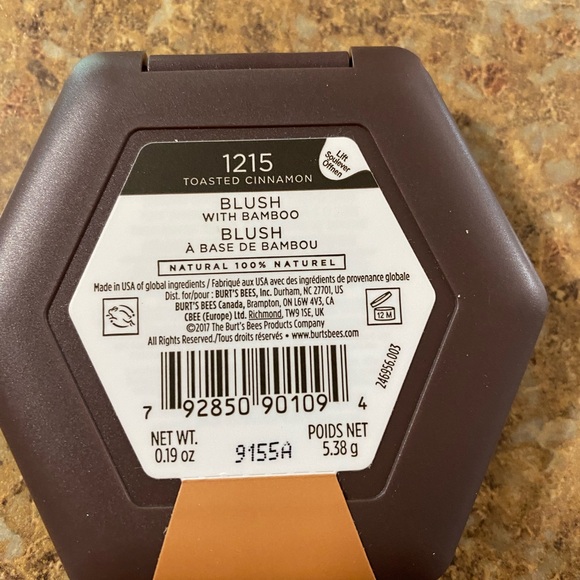 1215
TOASTED CINNAMON
Lift
Soulever
Öffnen
BLUSH
WITH BAMBOO
BLUSH
À BASE DE BAMBOU
NATURAL 100% NATUREL
Made in USA of global ingredients / Fabriqué aux USA avec des ingrédients de provenance globale
Dist. for/pour : BURT'S BEES, Inc. Durham, NC 27701, US
BURT'S BEES Canada, Brampton, ON L6W 4V3, CA
CBEE (Europe) Ltd. Richmond, TW9 1SE, UK
©2017 The Burt's Bees Products Company
All Rights Reserved./Tous droits réservés • www.burtsbees.com
12 M
246956.003
7 92850 90109 4
NET WT.
0.19 oz
9155A
POIDS NET
5.38 g